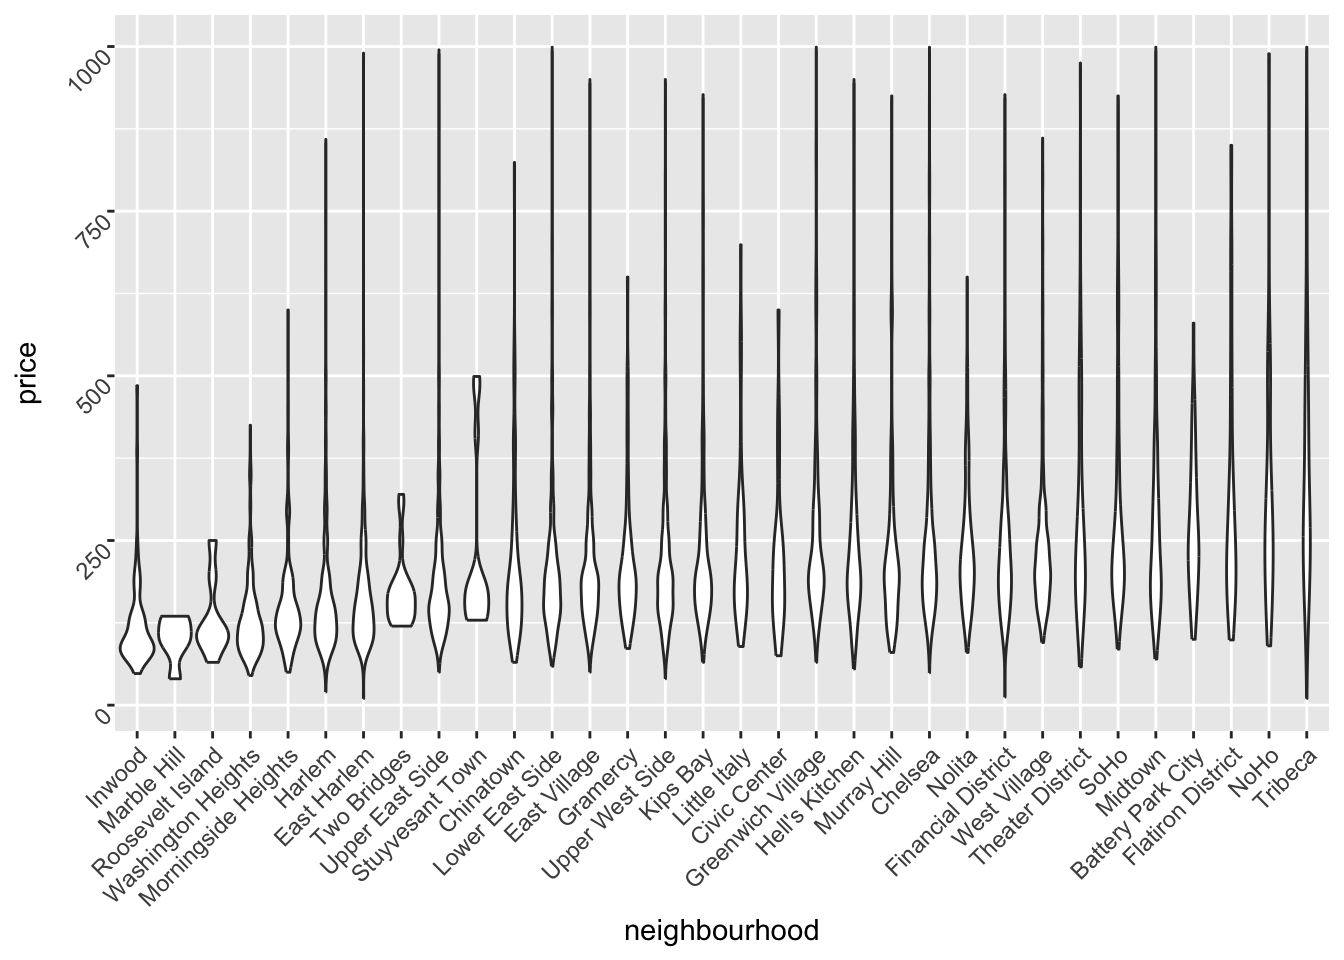 price
1000
750
500
250
0
Inwood
Marble Hill
Roosevelt Island
Washington Heights
Morningside Heights
Harlem
East Harlem
Two Bridges
Upper East Side
Stuyvesant Town
Chinatown
Lower East Side
East Village
Gramercy
Upper West Side
Kips Bay
Little Italy
Civic Center
Greenwich Village
Hell's Kitchen
Murray Hill
Chelsea
Nolita
Financial District
West Village
Theater District
SoHo
Midtown
Battery Park City
Flatiron District
NoHo
Tribeca
neighbourhood